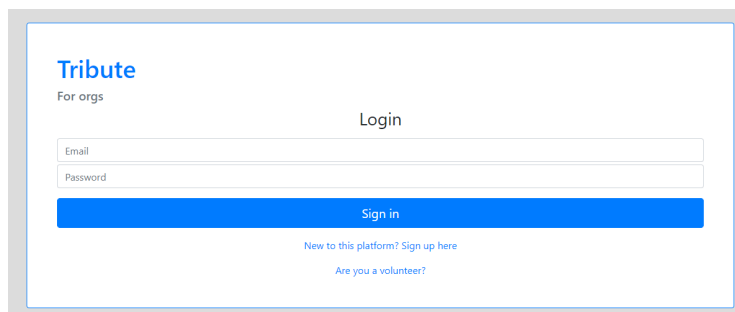 Tribute
For orgs
Login
Email
Password
Sign in
New to this platform? Sign up here
Are you a volunteer?